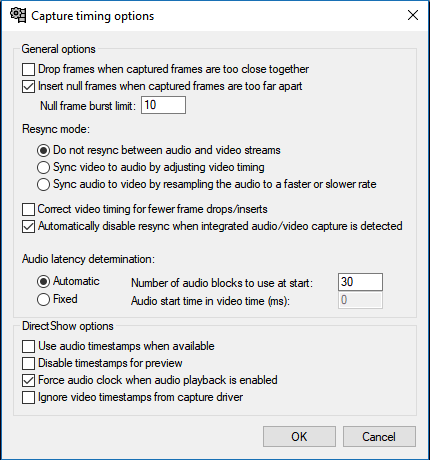 Capture timing options
General options
Drop frames when captured frames are too close together
Insert null frames when captured frames are too far apart
Null frame burst limit: 10
Resync mode:
Do not resync between audio and video streams
Sync video to audio by adjusting video timing
Sync audio to video by resampling the audio to a faster or slower rate
Correct video timing for fewer frame drops/inserts
Automatically disable resync when integrated audio/video capture is detected
Audio latency determination:
Automatic Number of audio blocks to use at start: 30
Fixed Audio start time in video time (ms): 0
DirectShow options
Use audio timestamps when available
Disable timestamps for preview
Force audio clock when audio playback is enabled
Ignore video timestamps from capture driver
OK Cancel